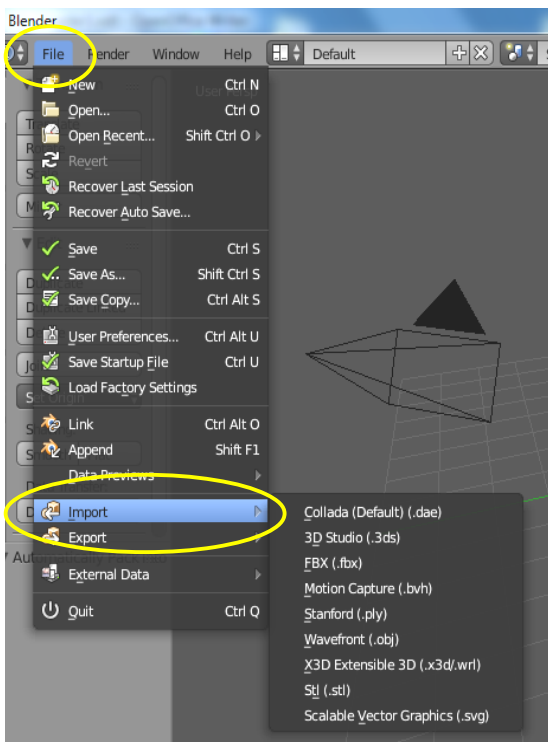 Blender
File Render Window Help Default
New Ctrl N
Open... Ctrl O
Open Recent... Shift Ctrl O
Revert
Recover Last Session
Recover Auto Save...
Save Ctrl S
Save As... Shift Ctrl S
Save Copy... Ctrl Alt S
User Preferences... Ctrl Alt U
Save Startup File Ctrl U
Load Factory Settings
Link Ctrl Alt O
Append Shift F1
Data Previews
Import
Export
External Data
Quit Ctrl Q
Collada (Default) (.dae)
3D Studio (.3ds)
FBX (.fbx)
Motion Capture (.bvh)
Stanford (.ply)
Wavefront (.obj)
X3D Extensible 3D (.x3d/.wrl)
Stl (.stl)
Scalable Vector Graphics (.svg)